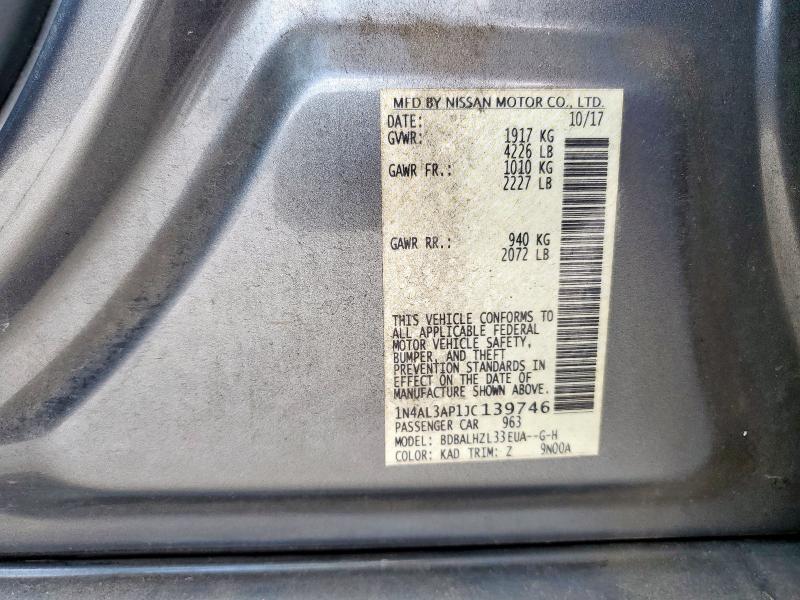 MFD BY NISSAN MOTOR CO., LTD.
DATE: 10/17
GVWR: 1917 KG
4226 LB
GAWR FR.: 1010 KG
2227 LB
GAWR RR.: 940 KG
2072 LB
THIS VEHICLE CONFORMS TO
ALL APPLICABLE FEDERAL
MOTOR VEHICLE SAFETY,
BUMPER, AND THEFT
PREVENTION STANDARDS IN
EFFECT ON THE DATE OF
MANUFACTURE SHOWN ABOVE.
1N4AL3AP1JC139746
PASSENGER CAR 963
MODEL: BDBALHZL33EUA--G-H
COLOR: KAD TRIM: Z 9N00A